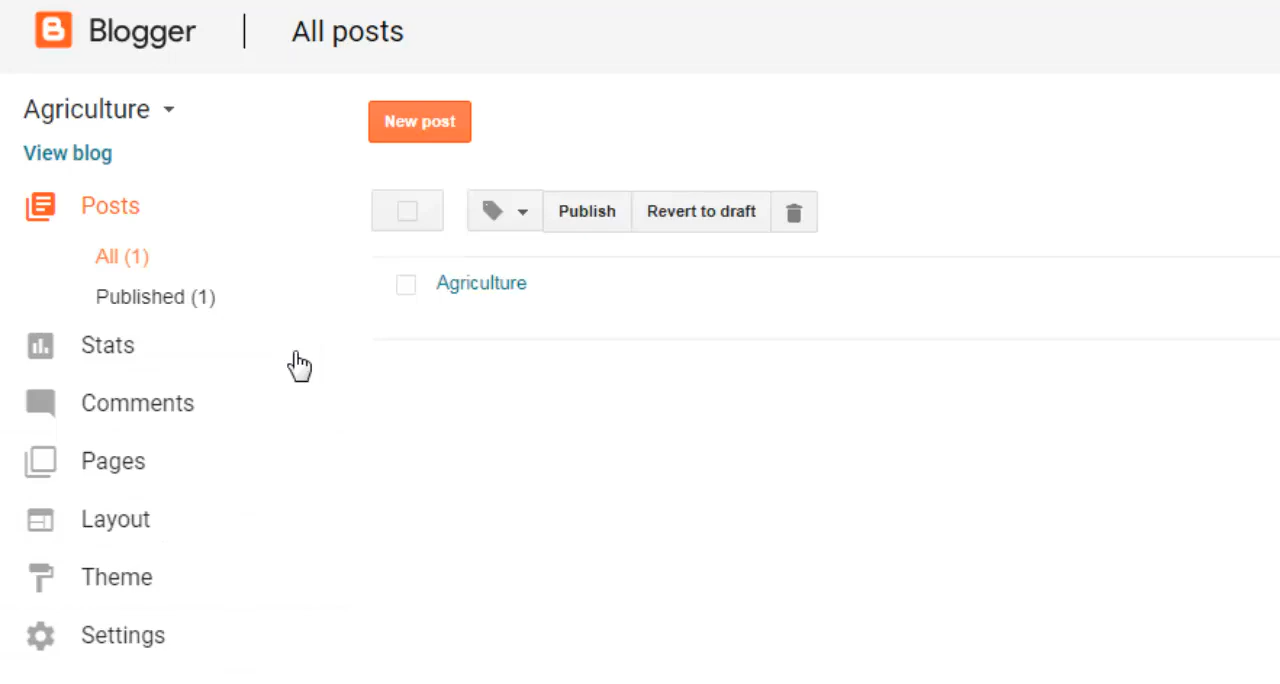 Blogger | All posts
Agriculture
View blog
New post
Posts
Publish
Revert to draft
All (1)
Agriculture
Published (1)
Stats
Comments
Pages
Layout
Theme
Settings